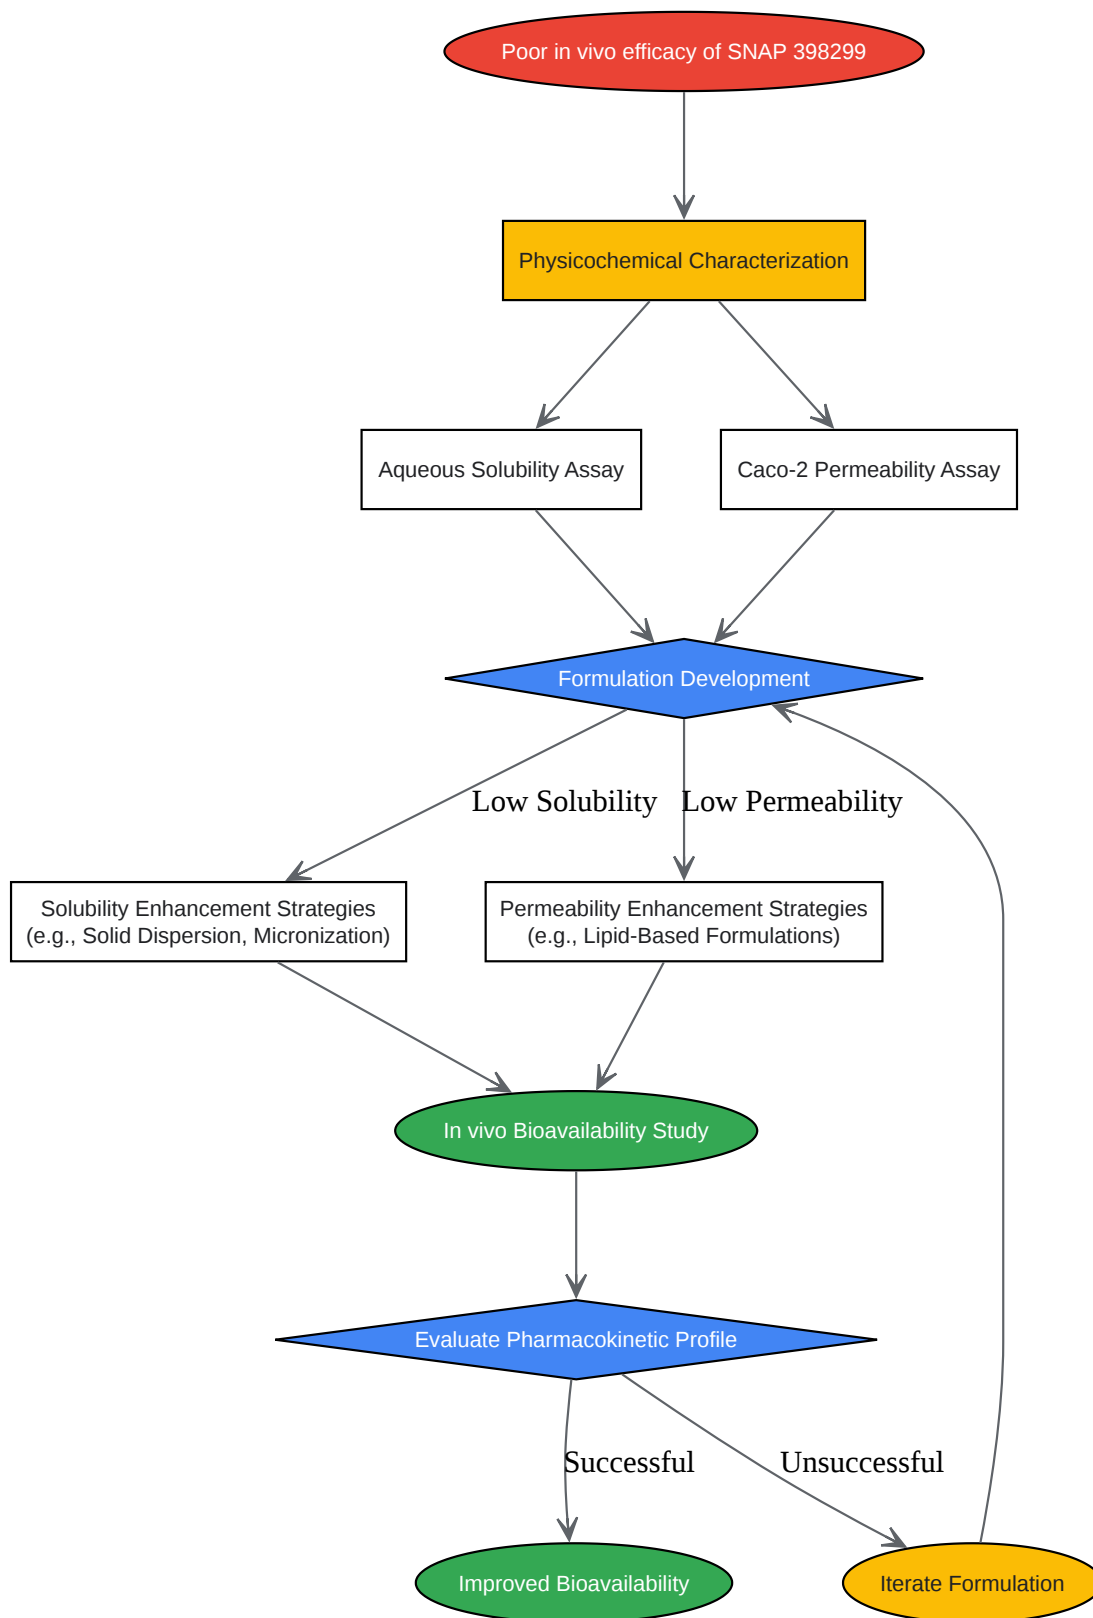 Poor in vivo efficacy of SNAP 398299
Physicochemical Characterization
Aqueous Solubility Assay
Caco-2 Permeability Assay
Formulation Development
Low Solubility
Low Permeability
Solubility Enhancement Strategies
(e.g., Solid Dispersion, Micronization)
Permeability Enhancement Strategies
(e.g., Lipid-Based Formulations)
In vivo Bioavailability Study
Evaluate Pharmacokinetic Profile
Successful
Unsuccessful
Improved Bioavailability
Iterate Formulation